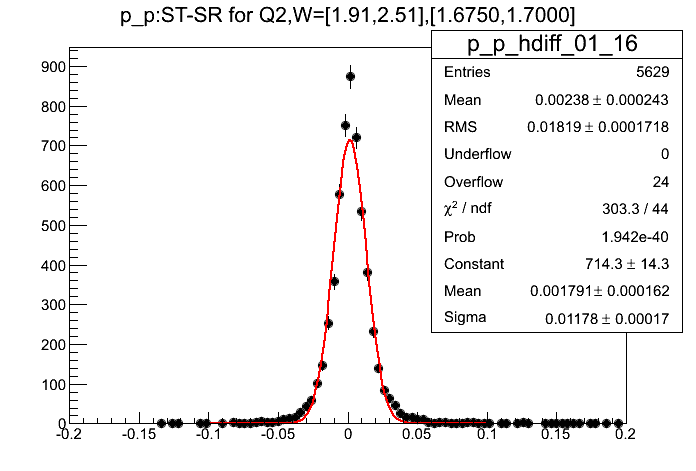 p_p:ST-SR for Q2,W=[1.91,2.51],[1.6750,1.7000]
p_p_hdiff_01_16
Entries 5629
Mean 0.00238 ± 0.000243
RMS 0.01819 ± 0.0001718
Underflow 0
Overflow 24
χ² / ndf 303.3 / 44
Prob 1.942e-40
Constant 714.3 ± 14.3
Mean 0.001791 ± 0.000162
Sigma 0.01178 ± 0.00017
900
800
700
600
500
400
300
200
100
0
-0.2 -0.15 -0.1 -0.05 0 0.05 0.1 0.15 0.2